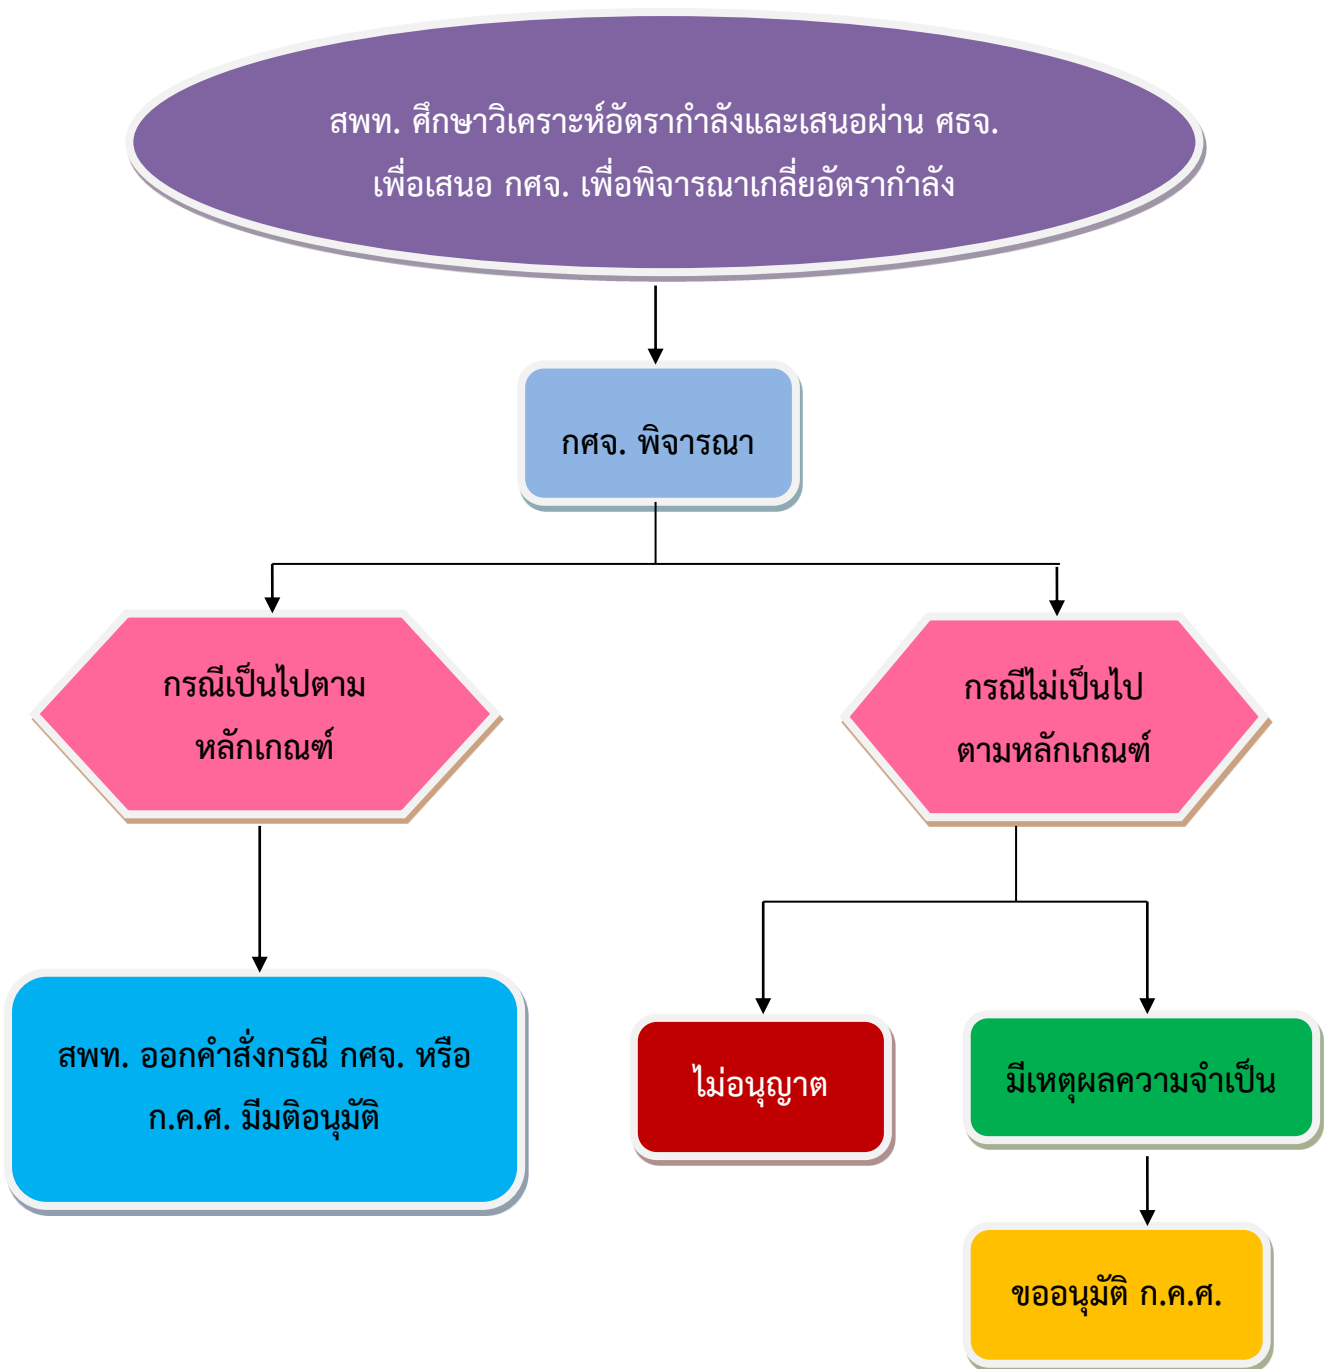 สพท. ศึกษาวิเคราะห์อัตรากำลังและเสนอผ่าน ศธจ.
เพื่อเสนอ กศจ. เพื่อพิจารณาเกลี่ยอัตรากำลัง
กศจ. พิจารณา
กรณีเป็นไปตาม
หลักเกณฑ์
กรณีไม่เป็นไป
ตามหลักเกณฑ์
สพท. ออกคำสั่งกรณี กศจ. หรือ
ก.ค.ศ. มีมติอนุมัติ
ไม่อนุญาต
มีเหตุผลความจำเป็น
ขออนุมัติ ก.ค.ศ.